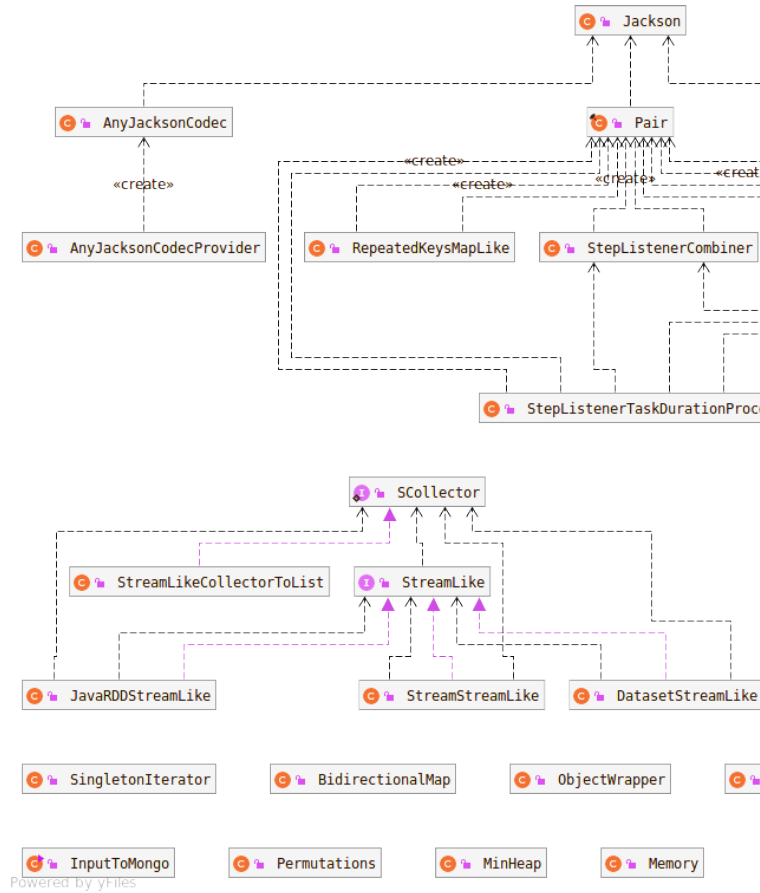 Jackson
AnyJacksonCodec
Pair
«create»
«create»
«create»
«create»
AnyJacksonCodecProvider
RepeatedKeysMapLike
StepListenerCombiner
StepListenerTaskDurationProc
SCollector
StreamLikeCollectorToList
StreamLike
JavaRDDStreamLike
StreamStreamLike
DatasetStreamLike
SingletonIterator
BidirectionalMap
ObjectWrapper
InputToMongo
Permutations
MinHeap
Memory
Powered by yFiles